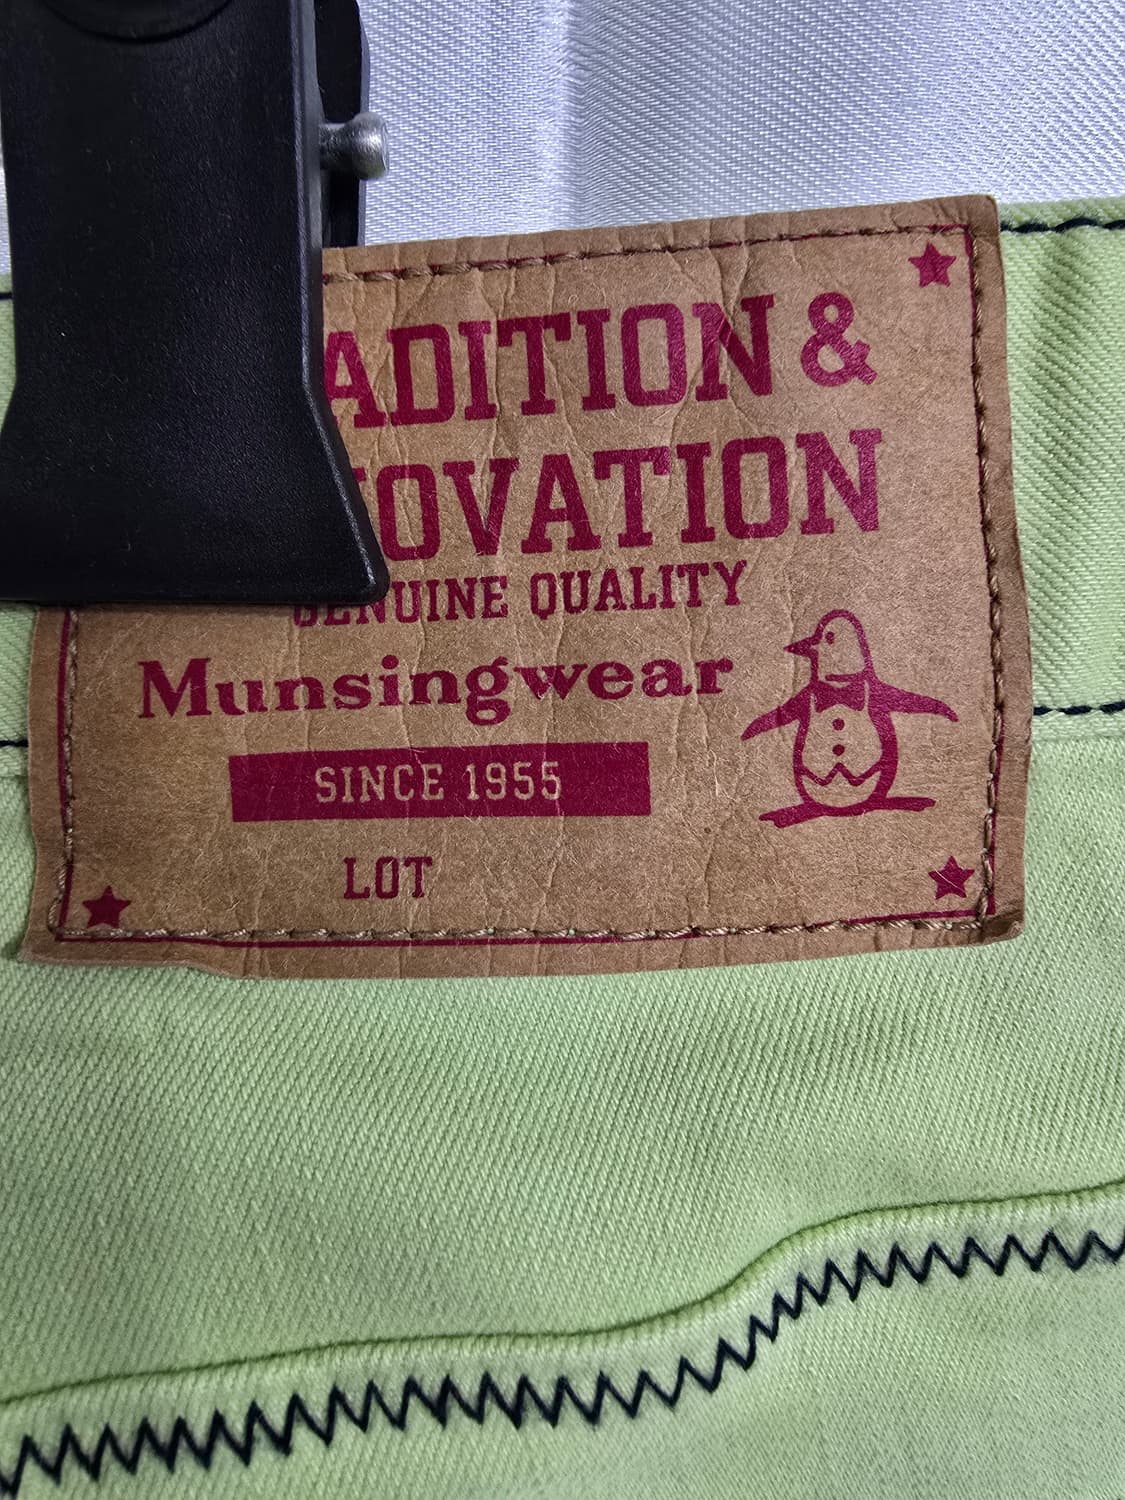 ADITION &
OVATION
GENUINE QUALITY
Munsingwear
SINCE 1955
LOT